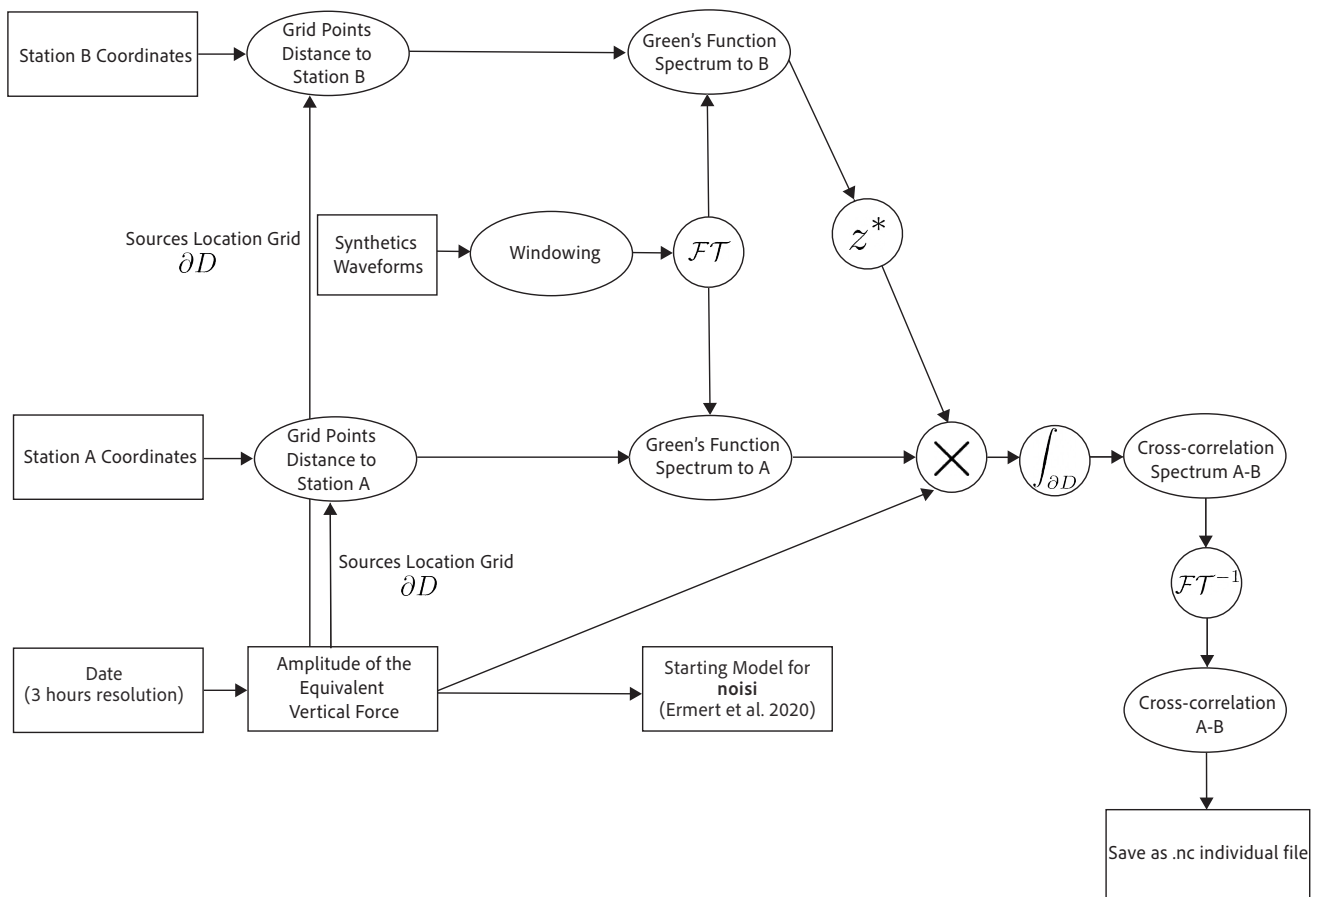 Station B Coordinates
Grid Points
Distance to
Station B
Green's Function
Spectrum to B
Sources Location Grid
∂D
Synthetics
Waveforms
Windowing
ℱ𝒯
z*
Station A Coordinates
Grid Points
Distance to
Station A
Green's Function
Spectrum to A
×
∫∂D
Cross-correlation
Spectrum A-B
Sources Location Grid
∂D
ℱ𝒯⁻¹
Date
(3 hours resolution)
Amplitude of the
Equivalent
Vertical Force
Starting Model for
noisi
(Ermert et al. 2020)
Cross-correlation
A-B
Save as .nc individual file